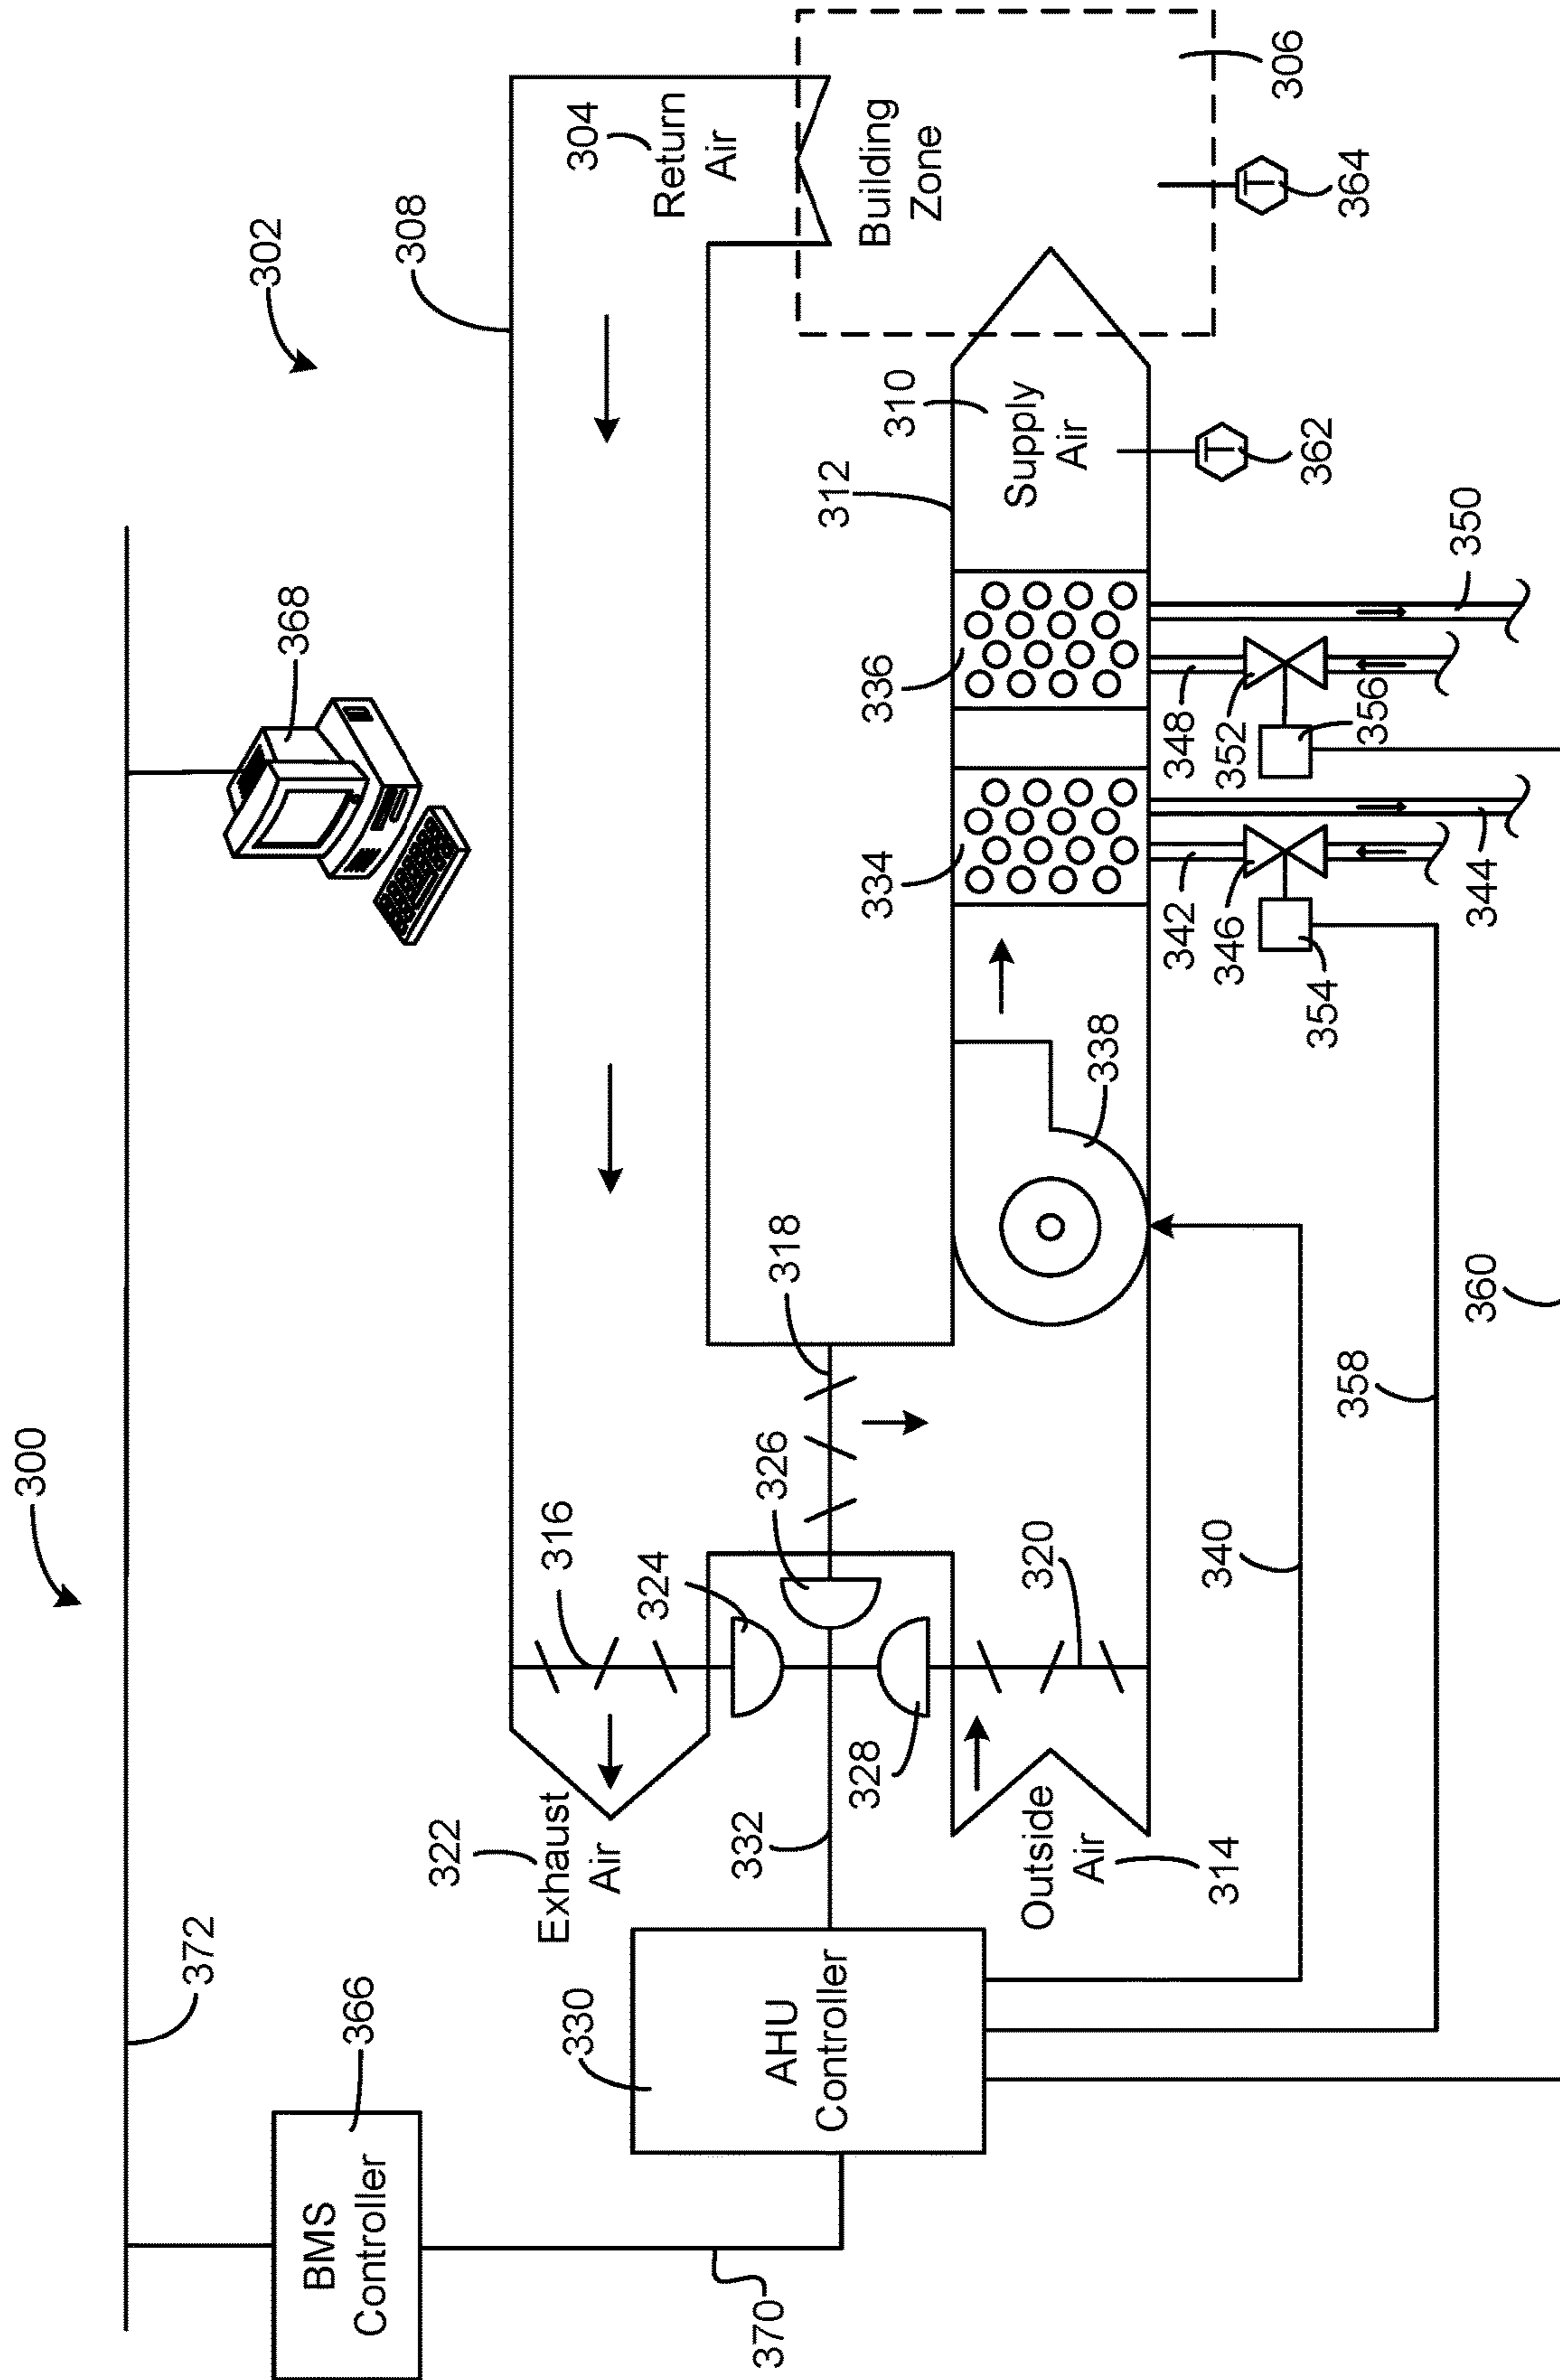 300
302
372
368
366
BMS
Controller
308
304
Return
Air
322
Exhaust
Air
316
324
318
326
330
AHU
Controller
332
328
Building
Zone
306
370
312
310
Supply
Air
334
336
338
320
Outside
Air
314
340
342
346
348
352
354
356
362
364
358
344
350
360
T
T